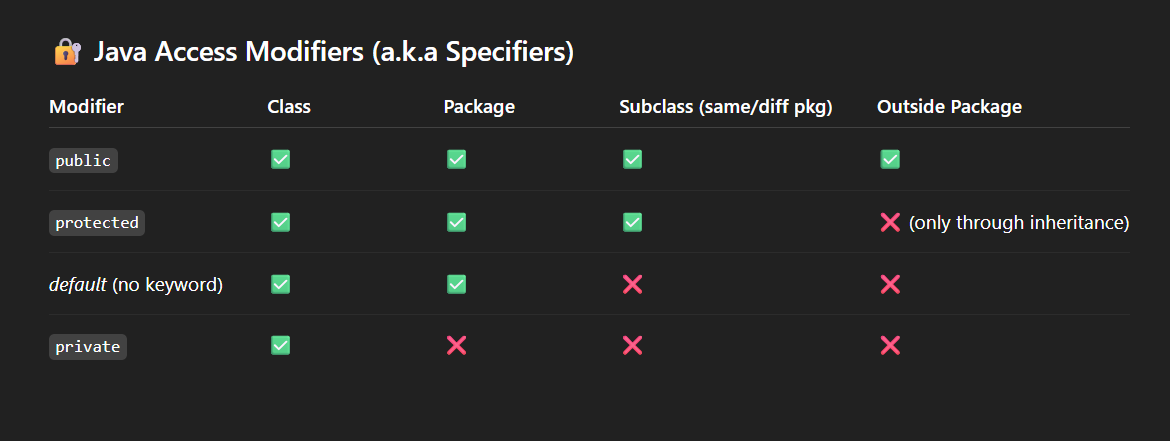 🔐 Java Access Modifiers (a.k.a Specifiers)
Modifier Class Package Subclass (same/diff pkg) Outside Package
public ✅ ✅ ✅ ✅
protected ✅ ✅ ✅ ❌ (only through inheritance)
default (no keyword) ✅ ✅ ❌ ❌
private ✅ ❌ ❌ ❌